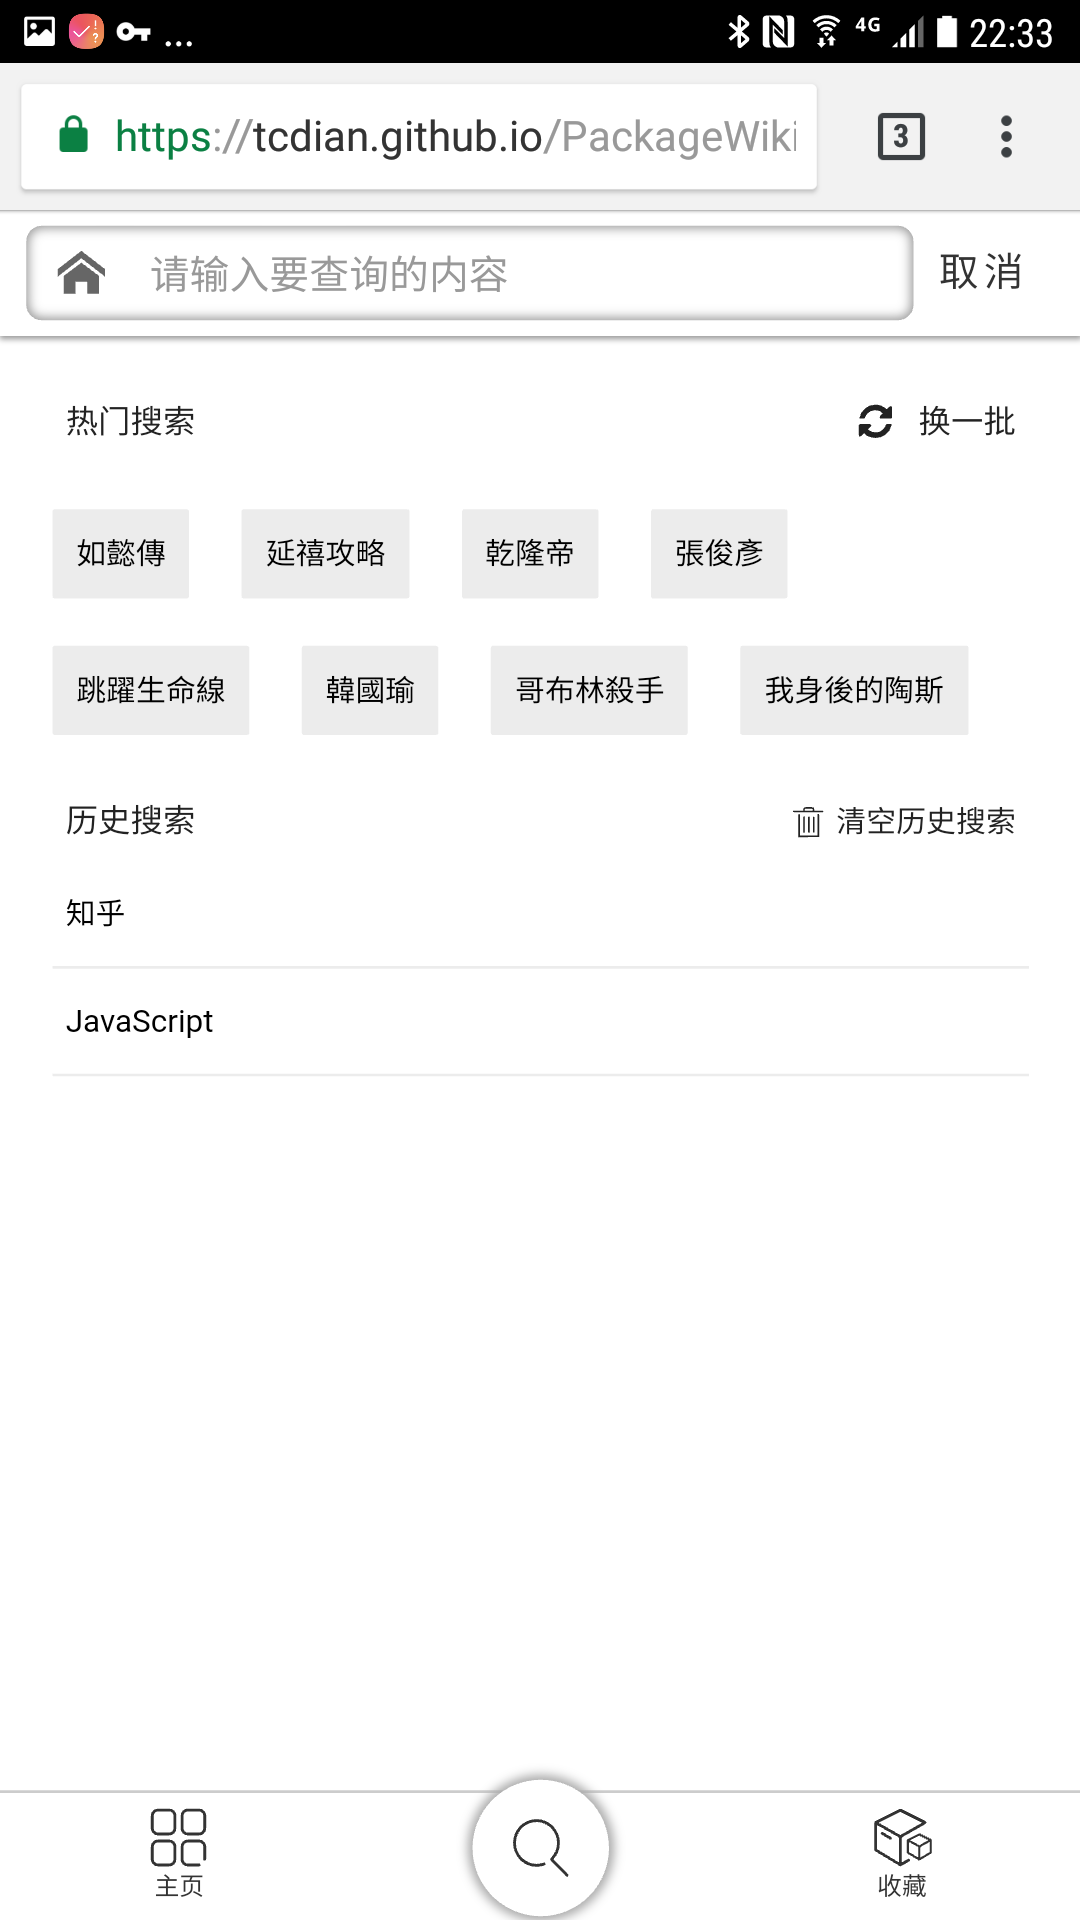 ... 4G 22:33
https://tcdian.github.io/PackageWiki 3
请输入要查询的内容 取消
热门搜索 换一批
如懿傳 延禧攻略 乾隆帝 張俊彥
跳躍生命線 韓國瑜 哥布林殺手 我身後的陶斯
历史搜索 清空历史搜索
知乎
JavaScript
主页 收藏